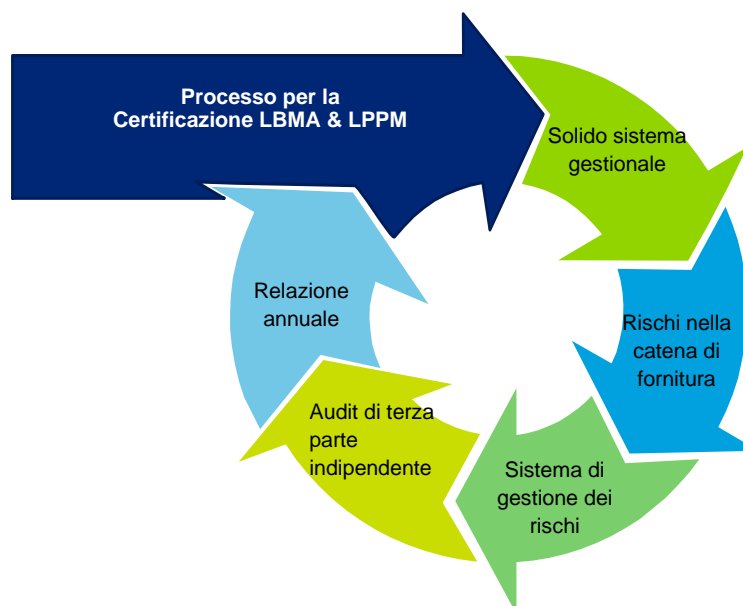 Processo per la
Certificazione LBMA & LPPM
Solido sistema
gestionale
Rischi nella
catena di
fornitura
Sistema di
gestione dei
rischi
Audit di terza
parte
indipendente
Relazione
annuale